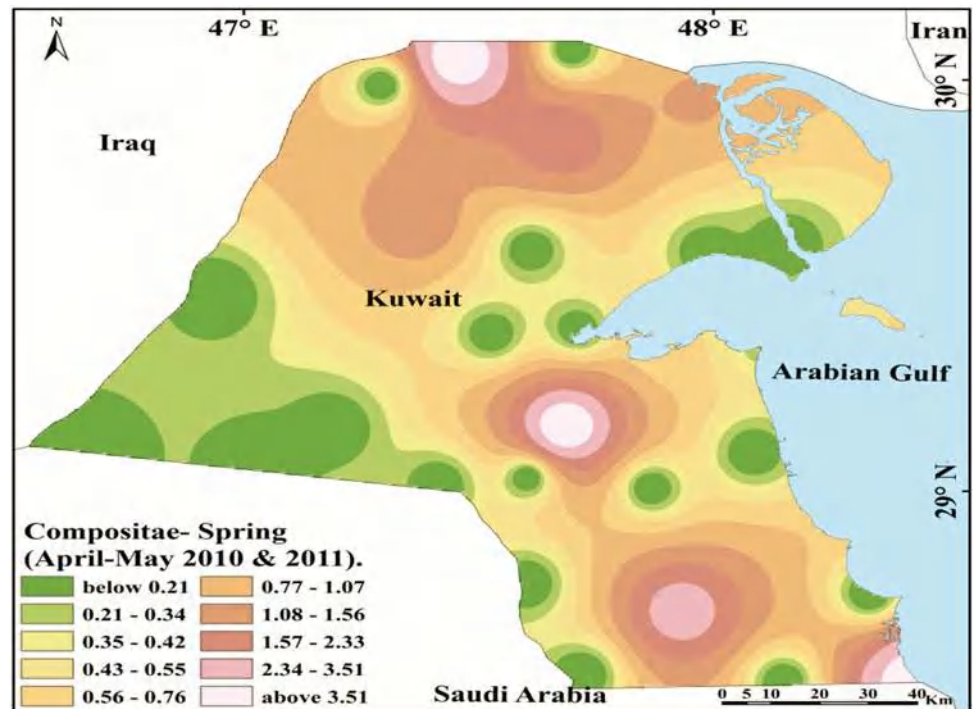 47° E
48° E
N
Iran
30° N
Iraq
Kuwait
Arabian Gulf
29° N
Compositae- Spring
(April-May 2010 & 2011).
below 0.21
0.77 - 1.07
0.21 - 0.34
1.08 - 1.56
0.35 - 0.42
1.57 - 2.33
0.43 - 0.55
2.34 - 3.51
0.56 - 0.76
above 3.51
Saudi Arabia
0 5 10 20 30 40
Km